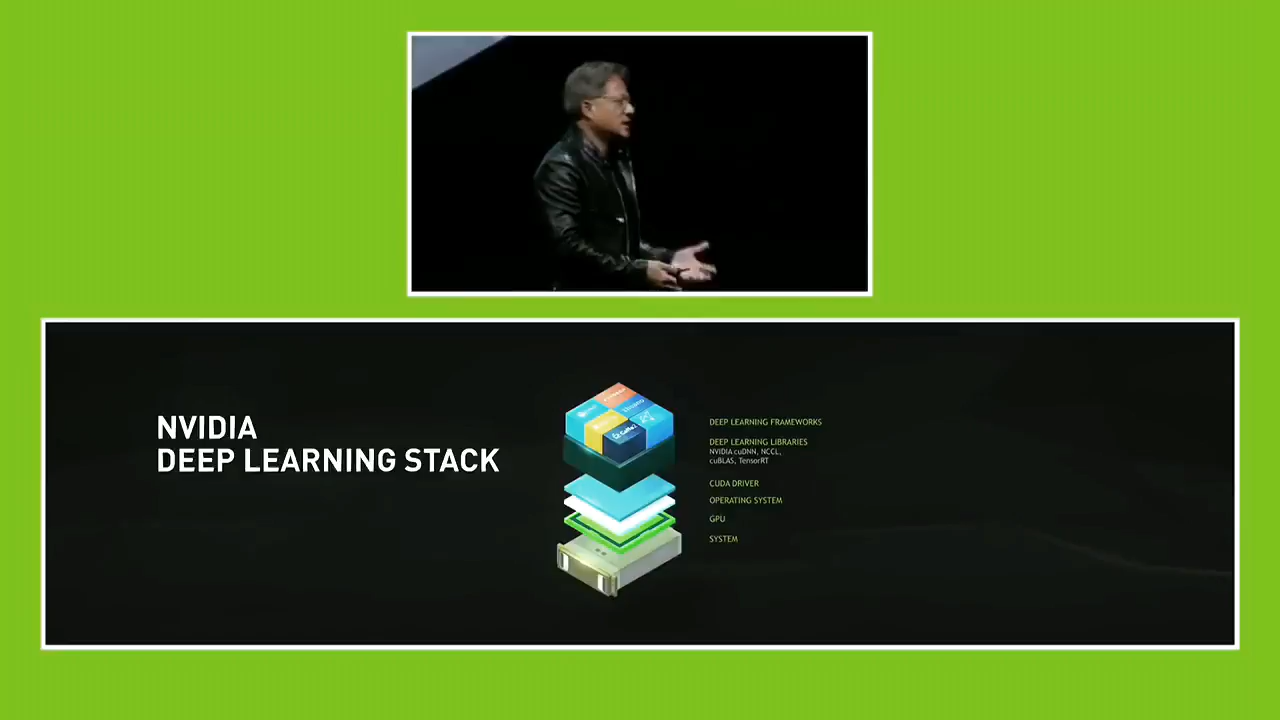 NVIDIA
DEEP LEARNING STACK
Caffe2
DEEP LEARNING FRAMEWORKS
DEEP LEARNING LIBRARIES
NVIDIA cuDNN, NCCL,
cuBLAS, TensorRT
CUDA DRIVER
OPERATING SYSTEM
GPU
SYSTEM